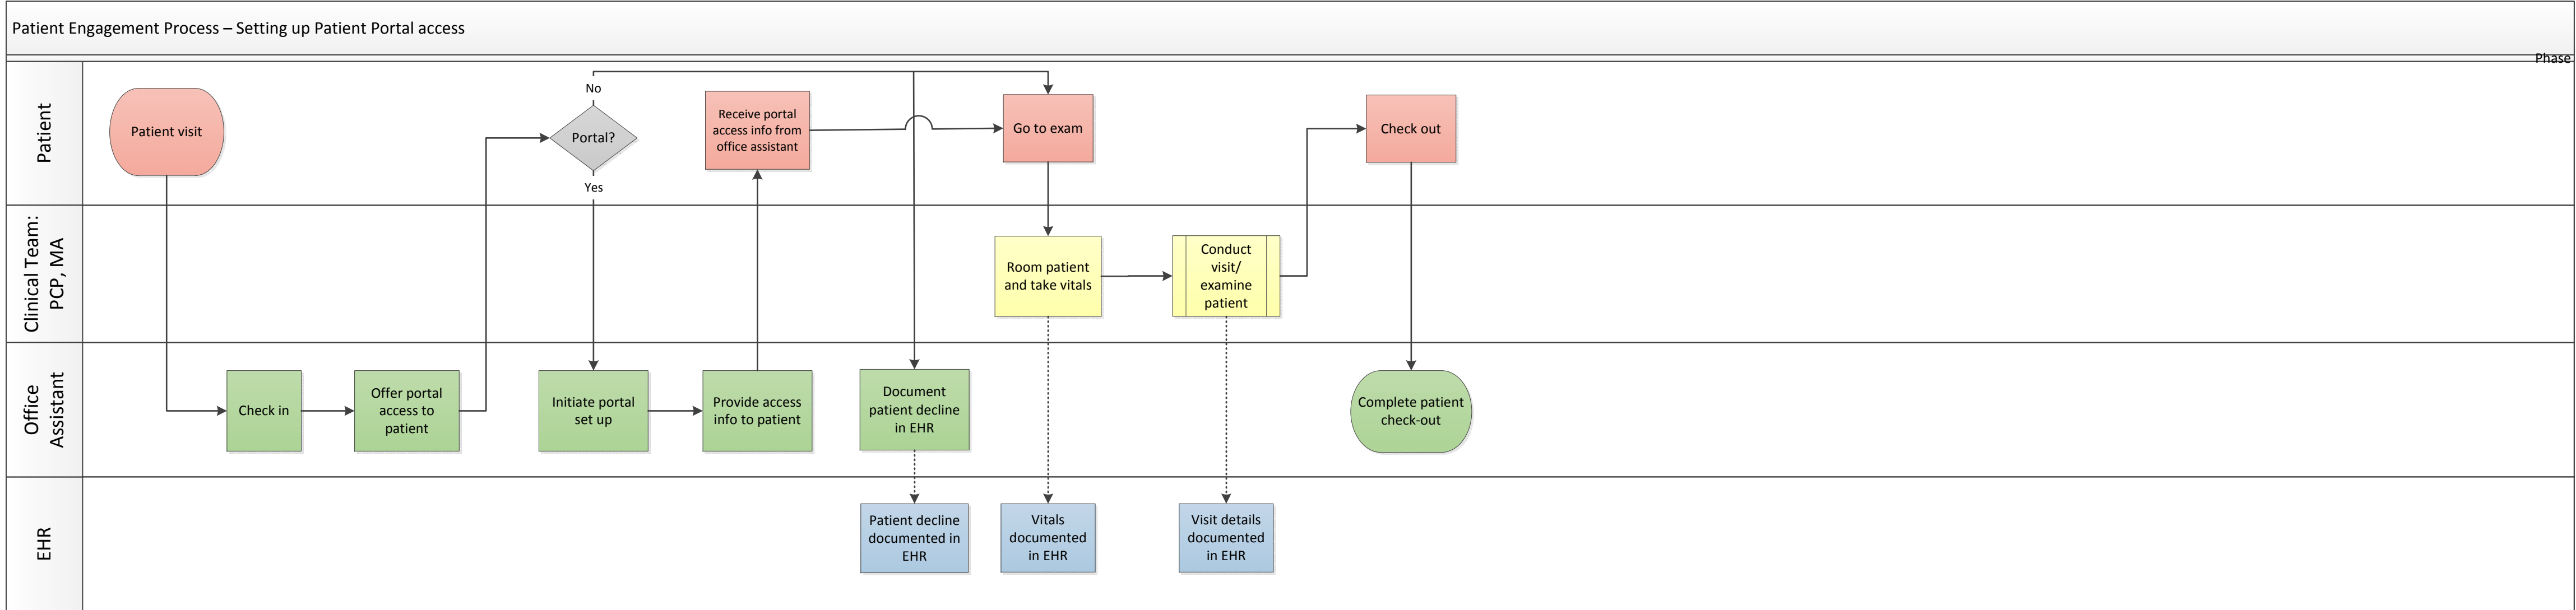 Patient Engagement Process – Setting up Patient Portal access
Phase
Patient
Patient visit
No
Portal?
Yes
Receive portal
access info from
office assistant
Go to exam
Check out
Clinical Team:
PCP, MA
Room patient
and take vitals
Conduct
visit/
examine
patient
Office
Assistant
Check in
Offer portal
access to
patient
Initiate portal
set up
Provide access
info to patient
Document
patient decline
in EHR
Complete patient
check-out
EHR
Patient decline
documented in
EHR
Vitals
documented
in EHR
Visit details
documented
in EHR